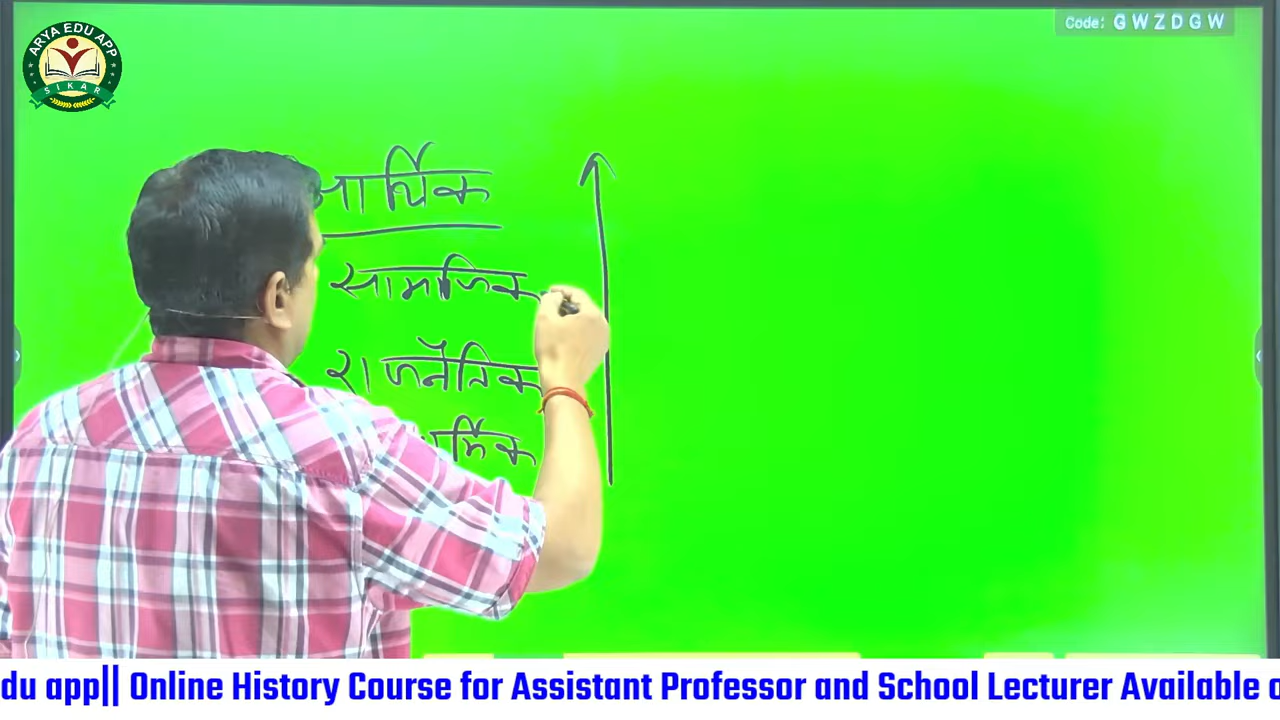 Code: GWZDGW
ARYA EDU APP
SIKAR
आर्थिक
सामाजिक
राजनैतिक
र्मिक
du app|| Online History Course for Assistant Professor and School Lecturer Available o